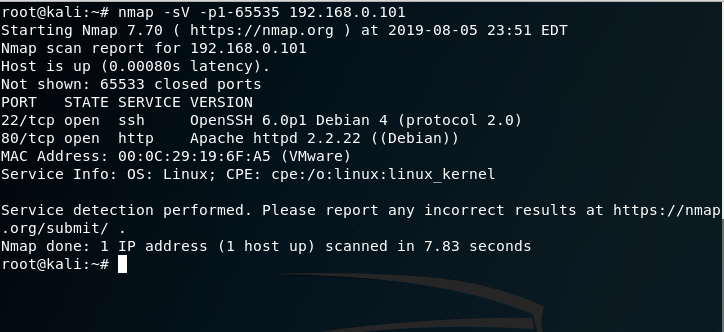 root@kali:~# nmap -sV -p1-65535 192.168.0.101
Starting Nmap 7.70 ( https://nmap.org ) at 2019-08-05 23:51 EDT
Nmap scan report for 192.168.0.101
Host is up (0.00080s latency).
Not shown: 65533 closed ports
PORT   STATE SERVICE VERSION
22/tcp open  ssh     OpenSSH 6.0p1 Debian 4 (protocol 2.0)
80/tcp open  http    Apache httpd 2.2.22 ((Debian))
MAC Address: 00:0C:29:19:6F:A5 (VMware)
Service Info: OS: Linux; CPE: cpe:/o:linux:linux_kernel

Service detection performed. Please report any incorrect results at https://nmap
.org/submit/ .
Nmap done: 1 IP address (1 host up) scanned in 7.83 seconds
root@kali:~#